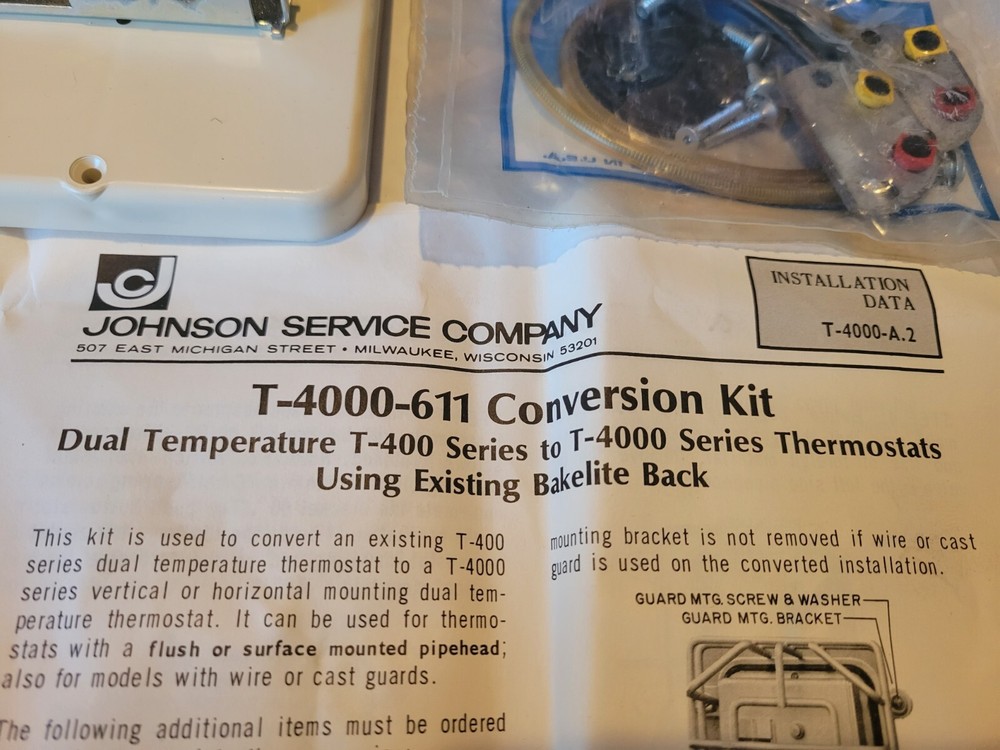 IN U.S.A.
JC
JOHNSON SERVICE COMPANY
507 EAST MICHIGAN STREET • MILWAUKEE, WISCONSIN 53201
INSTALLATION
DATA
T-4000-A.2
T-4000-611 Conversion Kit
Dual Temperature T-400 Series to T-4000 Series Thermostats
Using Existing Bakelite Back
This kit is used to convert an existing T-400
series dual temperature thermostat to a T-4000
series vertical or horizontal mounting dual tem-
perature thermostat. It can be used for thermo-
stats with a flush or surface mounted pipehead;
also for models with wire or cast guards.
The following additional items must be ordered
mounting bracket is not removed if wire or cast
guard is used on the converted installation.
GUARD MTG. SCREW & WASHER
GUARD MTG. BRACKET